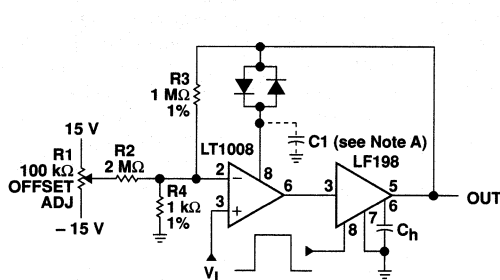 R3
1 MΩ
1%
15 V
R1
100 kΩ
OFFSET
ADJ
– 15 V
R2
2 MΩ
R4
1 kΩ
1%
LT1008
2
3
8
6
–
+
C1 (see Note A)
LF198
3
5
6
7
8
Ch
OUT
VI